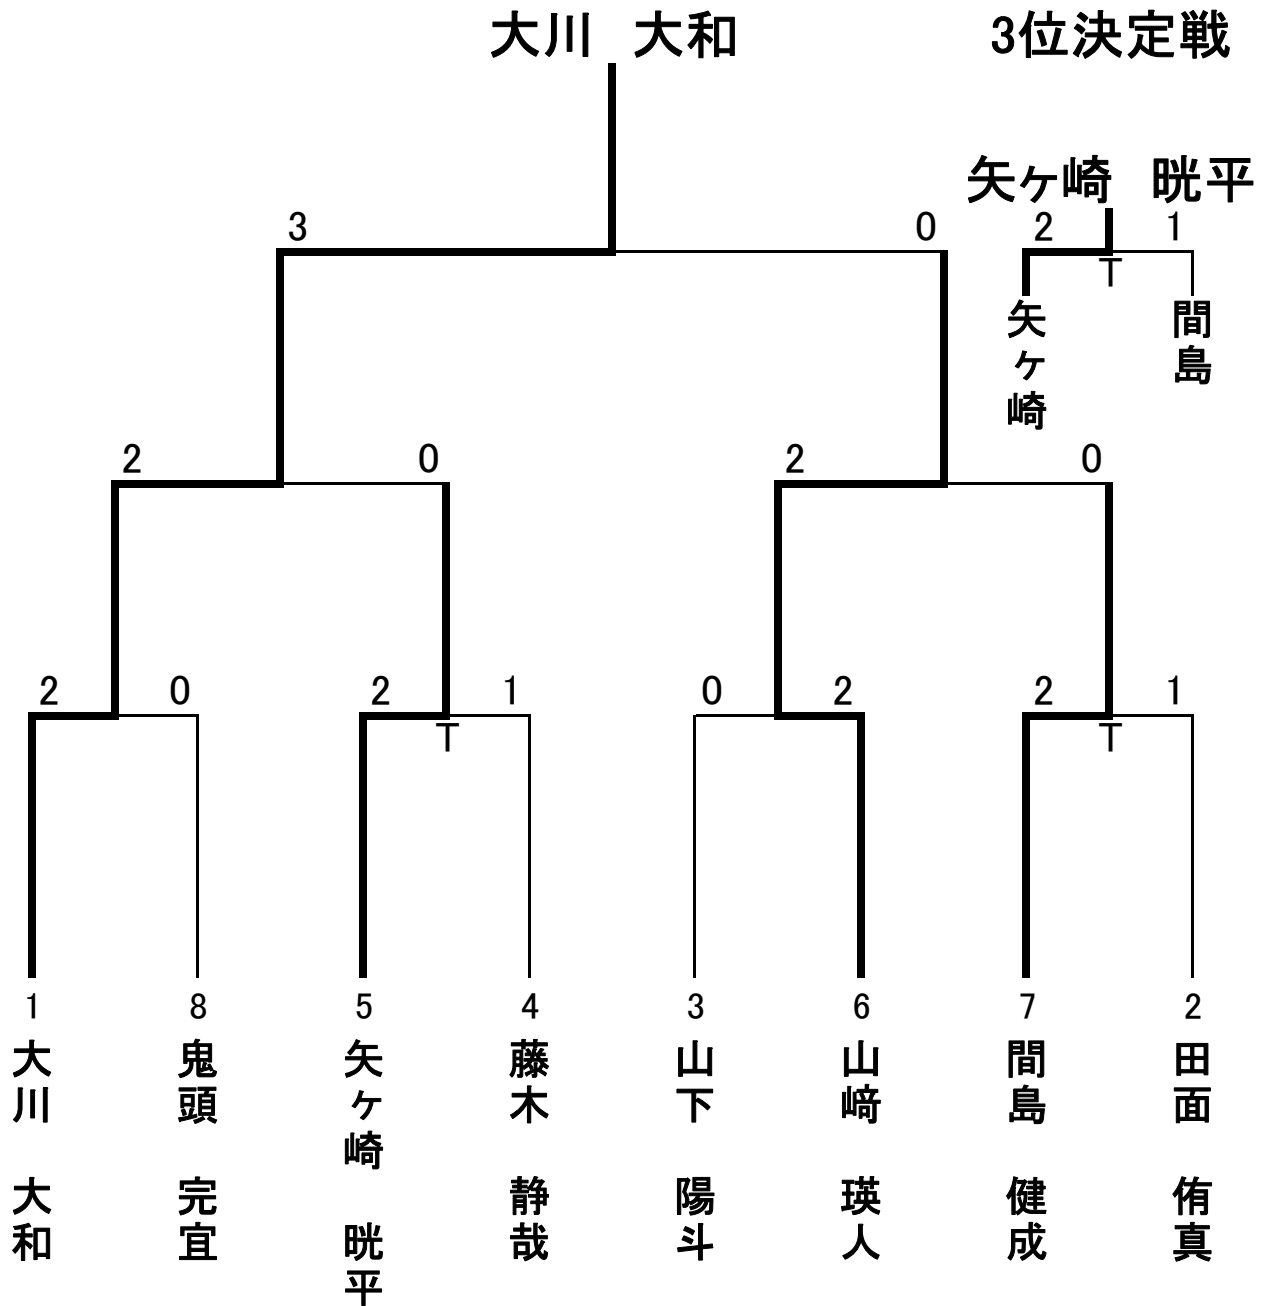 大川 大和
3位決定戦
矢ヶ崎 晄平
3 0
2 1
T
矢ヶ崎
間島
2 0
2 0
2 0
2 1
T
0 2
2 1
T
1 8 5 4 3 6 7 2
大川 大和
鬼頭 完宜
矢ヶ崎 晄平
藤木 静哉
山下 陽斗
山﨑 瑛人
間島 健成
田面 侑真